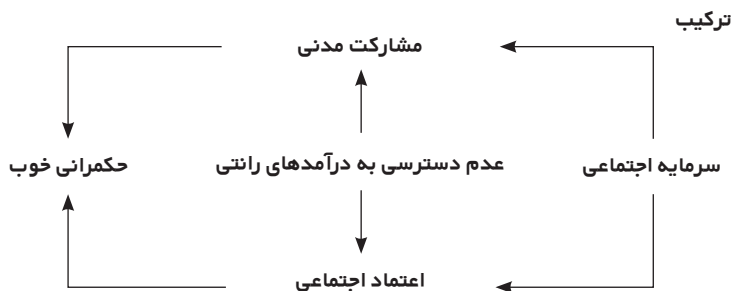 ترکیب
مشارکت مدنی
سرمایه اجتماعی
عدم دسترسی به درآمدهای رانتی
حکمرانی خوب
اعتماد اجتماعی